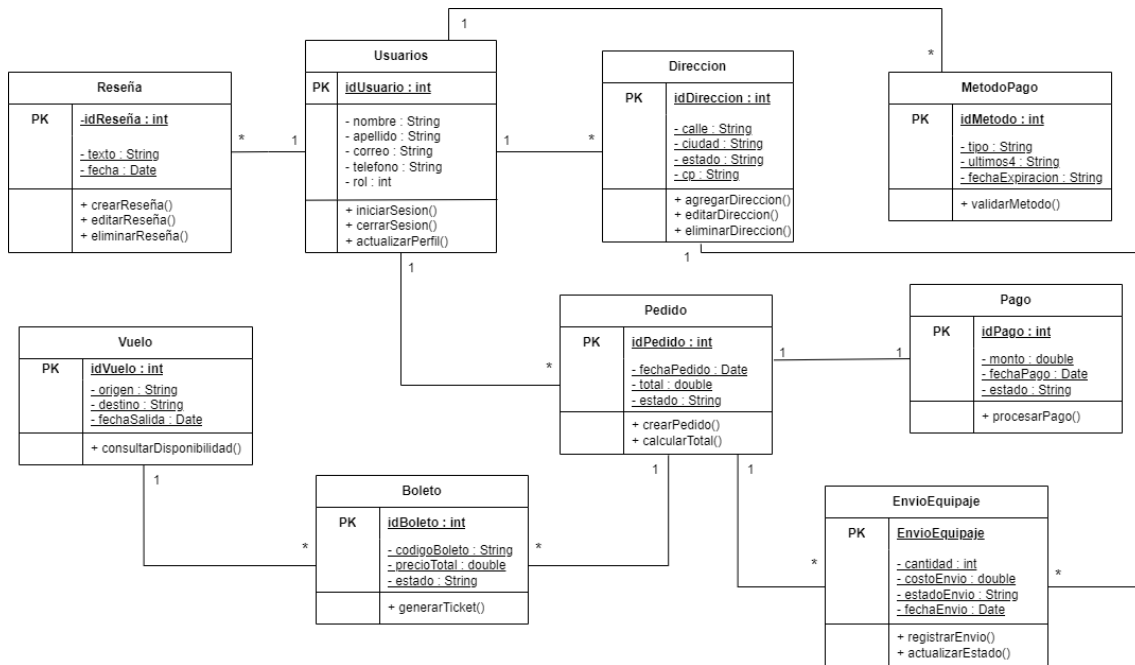 1
*
Reseña
PK
-idReseña : int
- texto : String
- fecha : Date
+ crearReseña()
+ editarReseña()
+ eliminarReseña()
*
1
Usuarios
PK
idUsuario : int
- nombre : String
- apellido : String
- correo : String
- telefono : String
- rol : int
+ iniciarSesion()
+ cerrarSesion()
+ actualizarPerfil()
1
*
Direccion
PK
idDireccion : int
- calle : String
- ciudad : String
- estado : String
- cp : String
+ agregarDireccion()
+ editarDireccion()
+ eliminarDireccion()
1
MetodoPago
PK
idMetodo : int
- tipo : String
- ultimos4 : String
- fechaExpiracion : String
+ validarMetodo()
1
*
Vuelo
PK
idVuelo : int
- origen : String
- destino : String
- fechaSalida : Date
+ consultarDisponibilidad()
1
Pedido
PK
idPedido : int
- fechaPedido : Date
- total : double
- estado : String
+ crearPedido()
+ calcularTotal()
1
1
Pago
PK
idPago : int
- monto : double
- fechaPago : Date
- estado : String
+ procesarPago()
1
1
*
Boleto
PK
idBoleto : int
- codigoBoleto : String
- precioTotal : double
- estado : String
+ generarTicket()
*
*
EnvioEquipaje
PK
EnvioEquipaje
- cantidad : int
- costoEnvio : double
- estadoEnvio : String
- fechaEnvio : Date
+ registrarEnvio()
+ actualizarEstado()
*